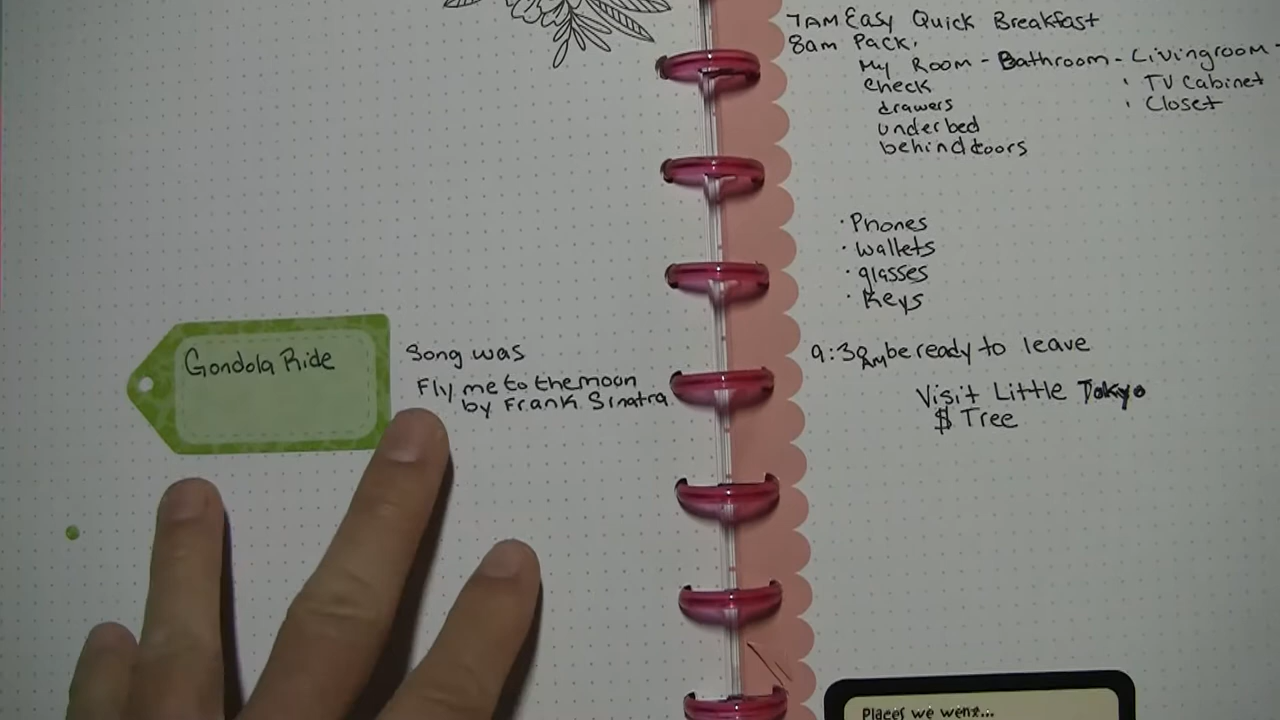 Gondola Ride
Song was
Fly me to the moon
by Frank Sinatra
7AM Easy Quick Breakfast
8am Pack.
My Room - Bathroom - Livingroom -
check
drawers
under bed
behind doors
· TV Cabinet
· Closet
· Phones
· wallets
· glasses
· Keys
9:30AM be ready to leave
Visit Little Tokyo
$ Tree
Places we went...